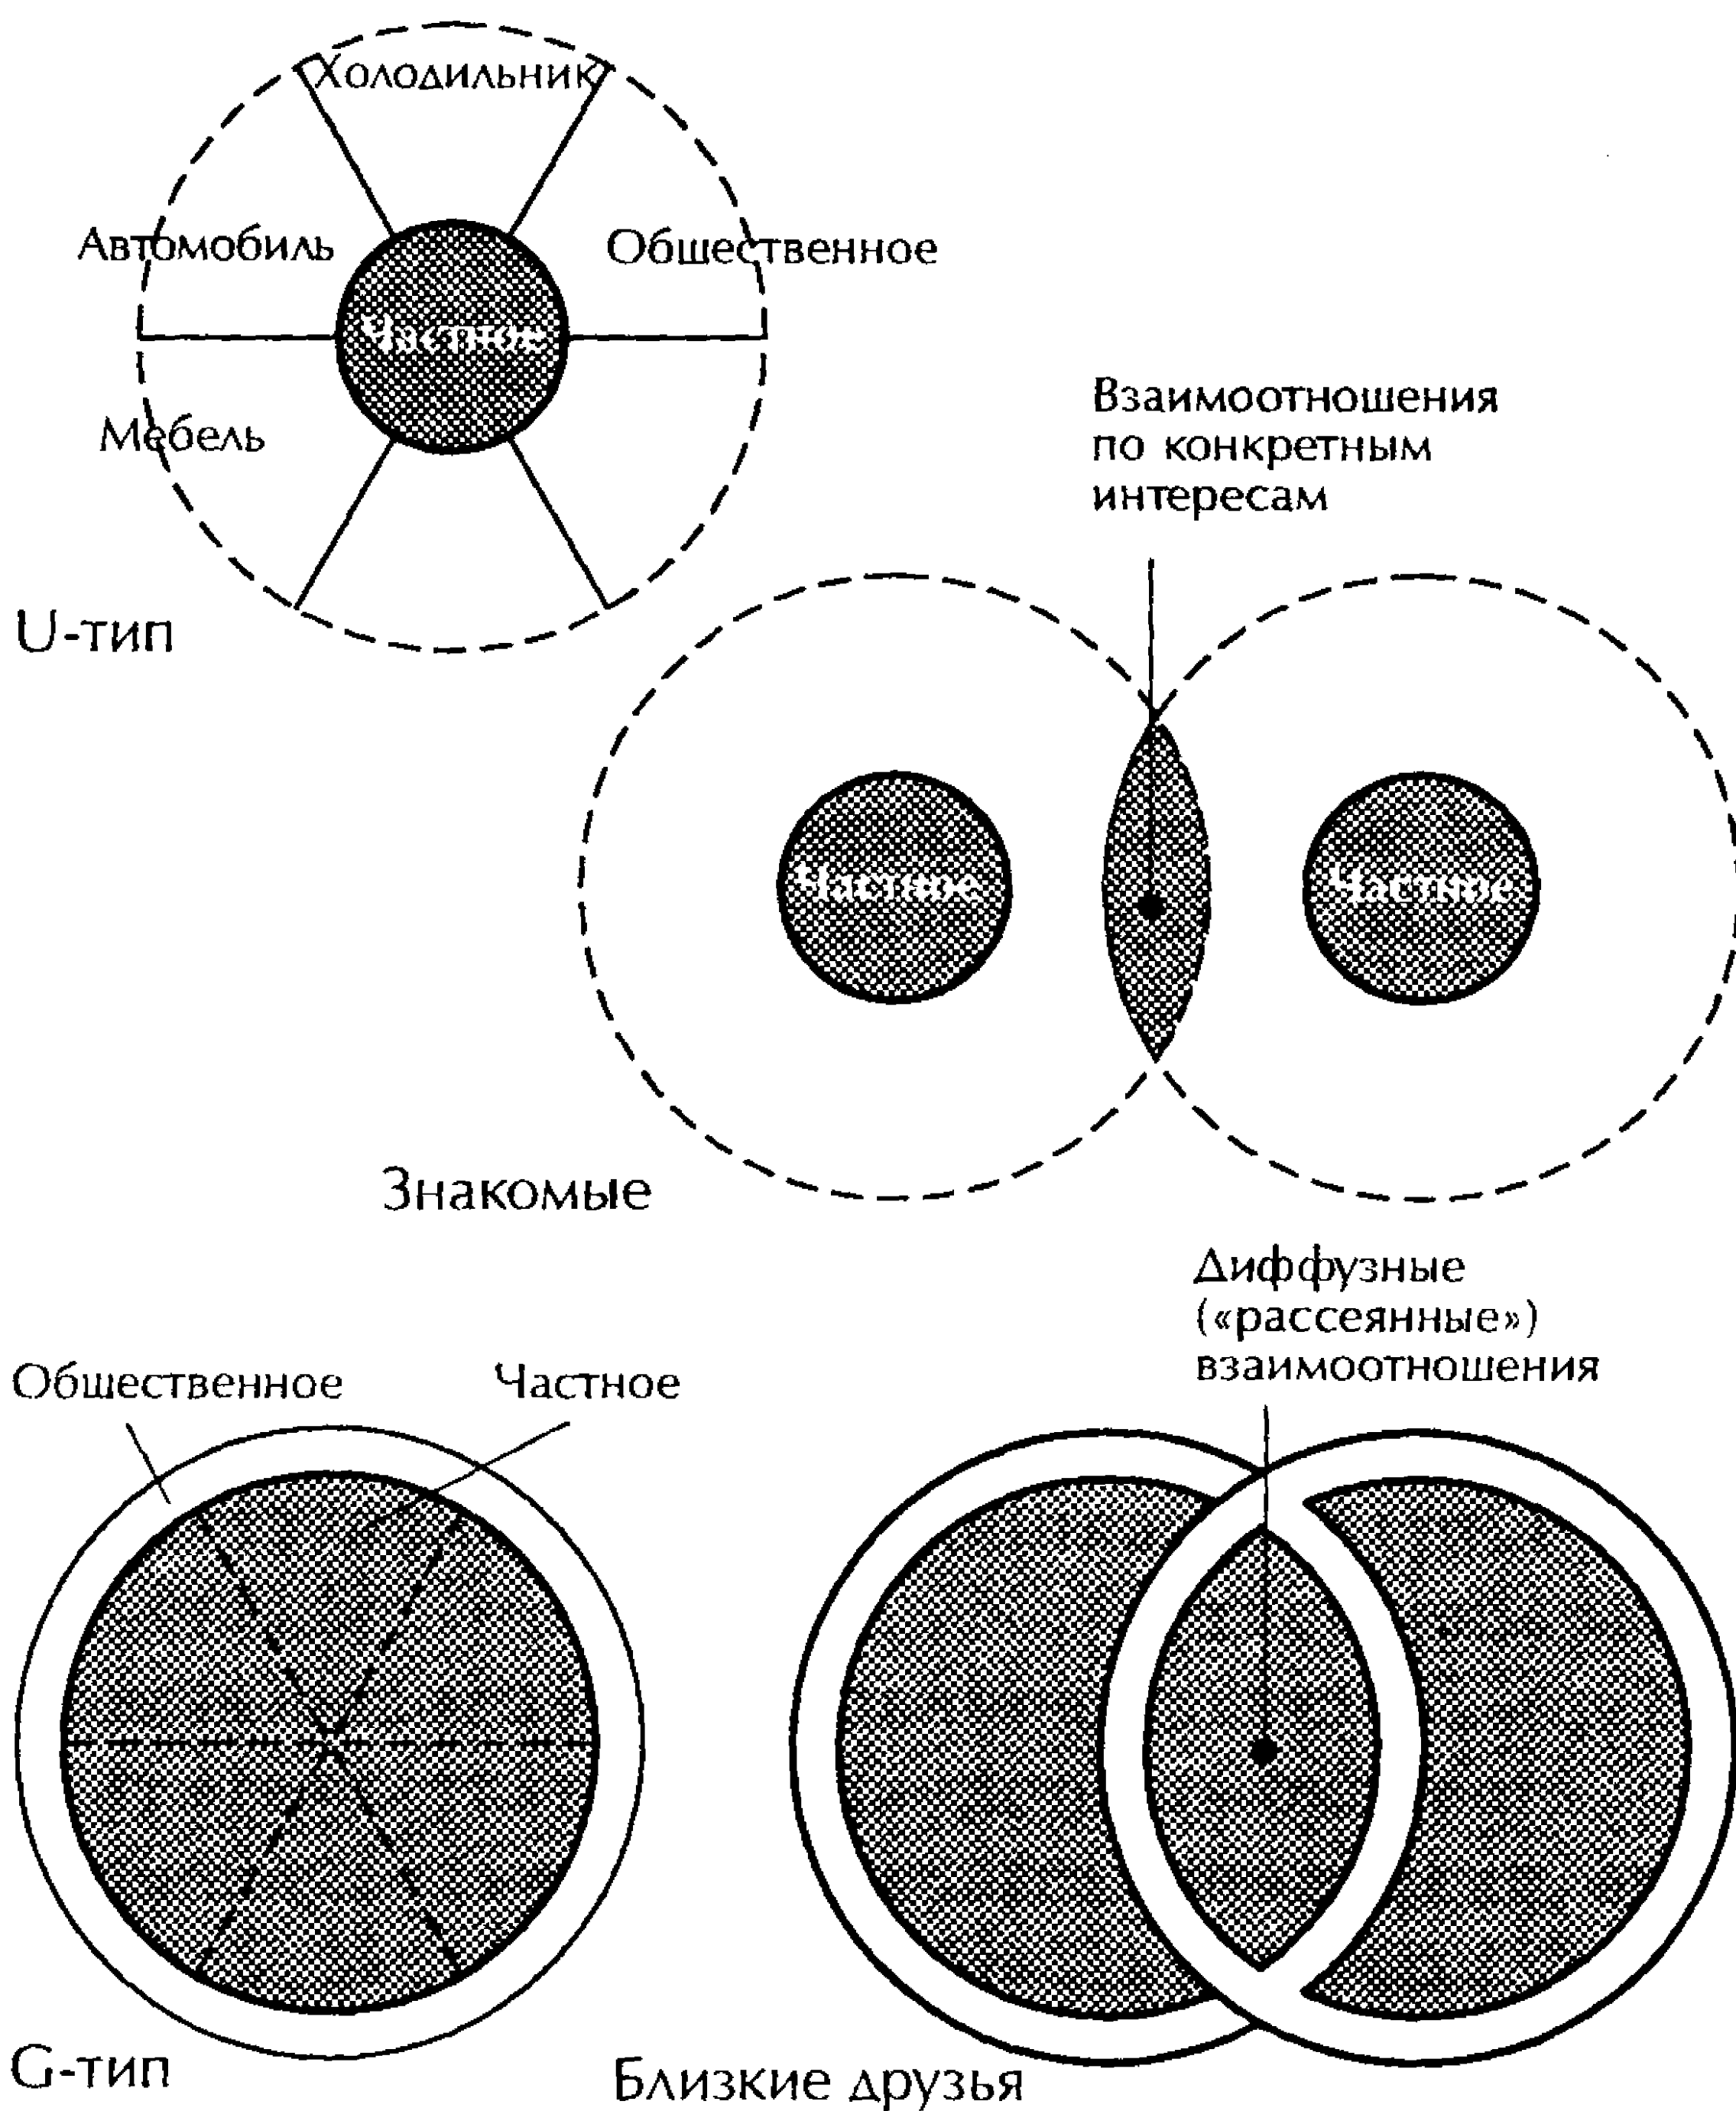 Холодильник
Автомобиль
Общественное
Частное
Мебель
U-тип
Взаимоотношения
по конкретным
интересам
Частное
Частное
Знакомые
Диффузные
(«рассеянные»)
взаимоотношения
Общественное
Частное
G-тип
Близкие друзья